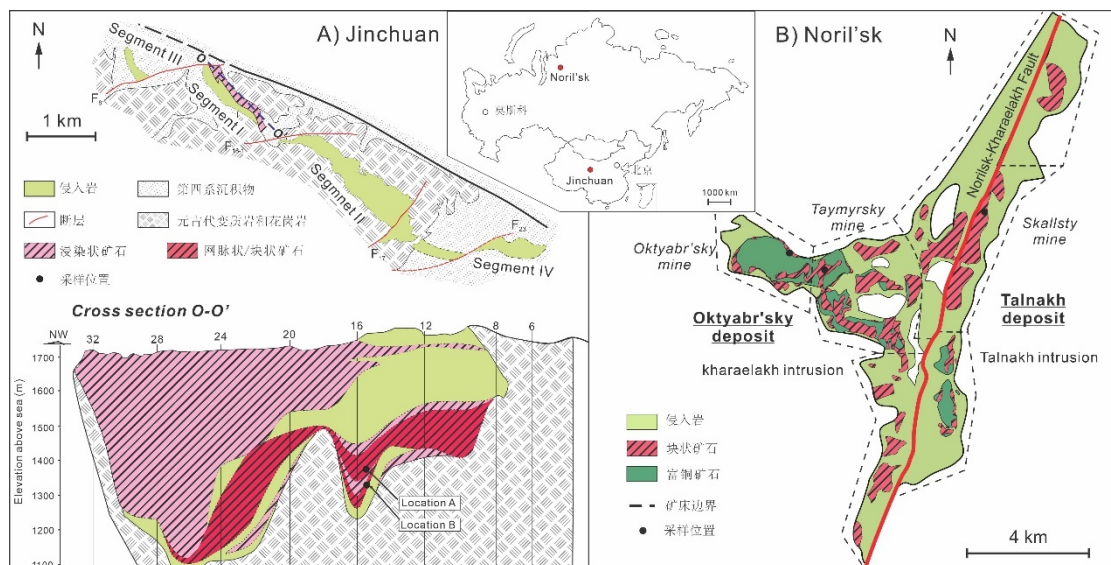 N
A) Jinchuan
Segment III
Segment I
Segmnet II
Segment IV
F₂₃
1 km
侵入岩
第四系沉积物
断层
元古代变质岩和花岗岩
浸染状矿石
网脉状/块状矿石
采样位置
Cross section O-O'
NW
32
28
24
20
16
12
8
6
1700
1600
1500
1400
1300
1200
1100
Elevation above sea (m)
Location A
Location B
Noril'sk
莫斯科
北京
Jinchuan
1000 km
B) Noril'sk
N
Norilsk-Kharaelakh Fault
Taymyrsky
mine
Oktyabr'sky
mine
Skallsty
mine
Oktyabr'sky
deposit
Talnakh
deposit
kharaelakh intrusion
Talnakh intrusion
侵入岩
块状矿石
富铜矿石
矿床边界
采样位置
4 km